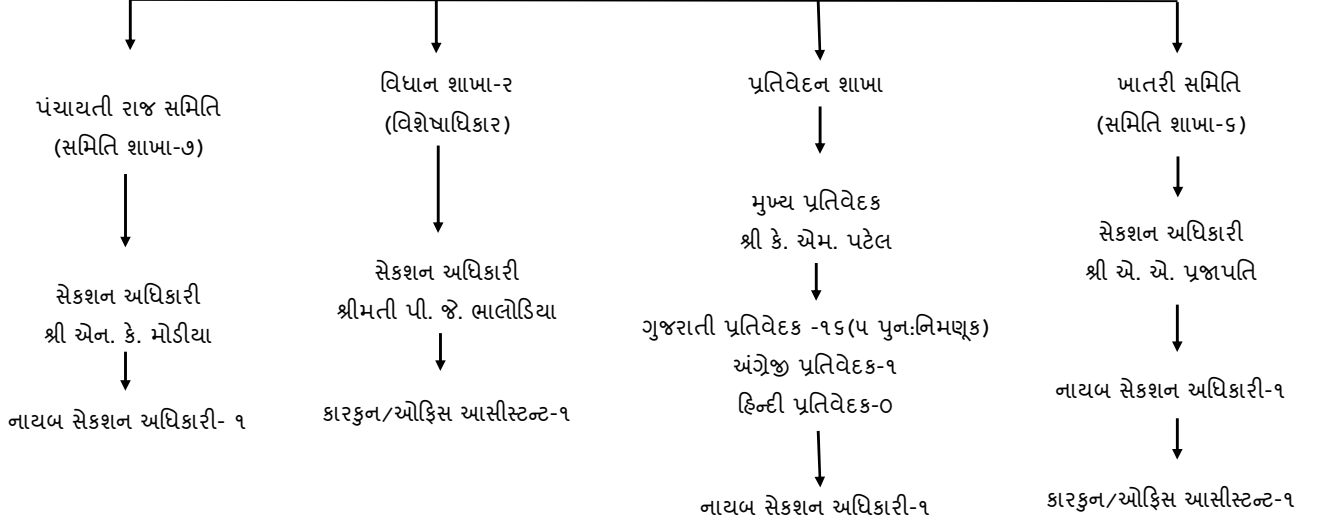 પંચાયતી રાજ સમિતિ
(સમિતિ શાખા-૭)
સેકશન અધિકારી
શ્રી એન. કે. મોડીયા
નાયબ સેકશન અધિકારી- ૧
વિધાન શાખા-૨
(વિશેષાધિકાર)
સેકશન અધિકારી
શ્રીમતી પી. જે. ભાલોડિયા
કારકુન/ઓફિસ આસીસ્ટન્ટ-૧
પ્રતિવેદન શાખા
મુખ્ય પ્રતિવેદક
શ્રી કે. એમ. પટેલ
ગુજરાતી પ્રતિવેદક -૧૬(૫ પુન:નિમણૂક)
અંગ્રેજી પ્રતિવેદક-૧
હિન્દી પ્રતિવેદક-0
નાયબ સેકશન અધિકારી-૧
ખાતરી સમિતિ
(સમિતિ શાખા-૬)
સેકશન અધિકારી
શ્રી એ. એ. પ્રજાપતિ
નાયબ સેકશન અધિકારી-૧
કારકુન/ઓફિસ આસીસ્ટન્ટ-૧